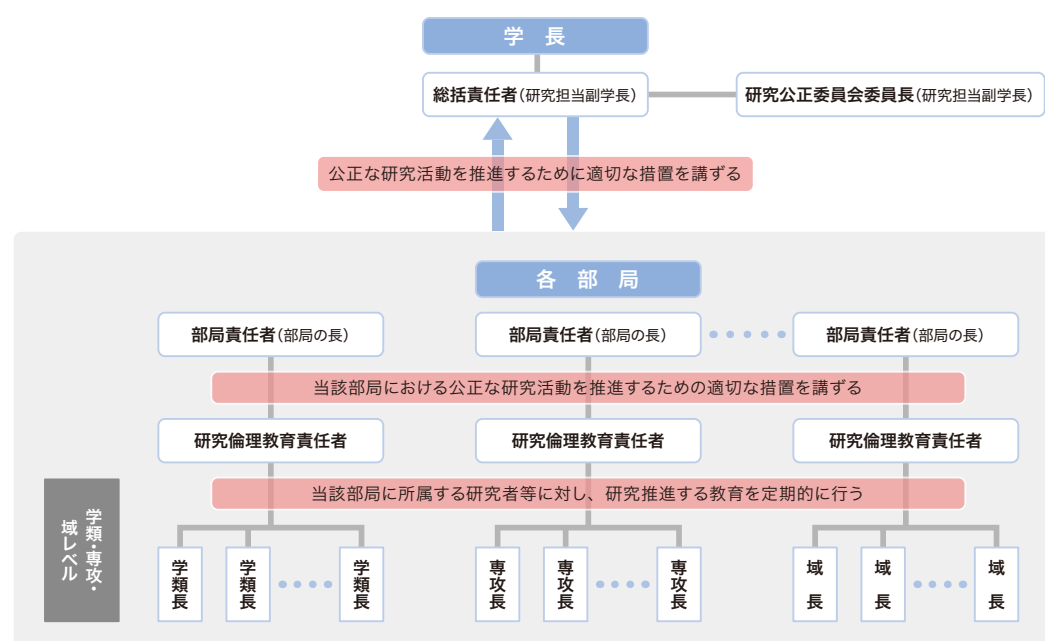 学 長
総括責任者(研究担当副学長)
研究公正委員会委員長(研究担当副学長)
公正な研究活動を推進するために適切な措置を講ずる
各 部 局
部局責任者(部局の長)
部局責任者(部局の長)
部局責任者(部局の長)
当該部局における公正な研究活動を推進するための適切な措置を講ずる
研究倫理教育責任者
研究倫理教育責任者
研究倫理教育責任者
当該部局に所属する研究者等に対し、研究推進する教育を定期的に行う
学類・専攻・
域レベル
学類長
学類長
学類長
専攻長
専攻長
専攻長
域 長
域 長
域 長